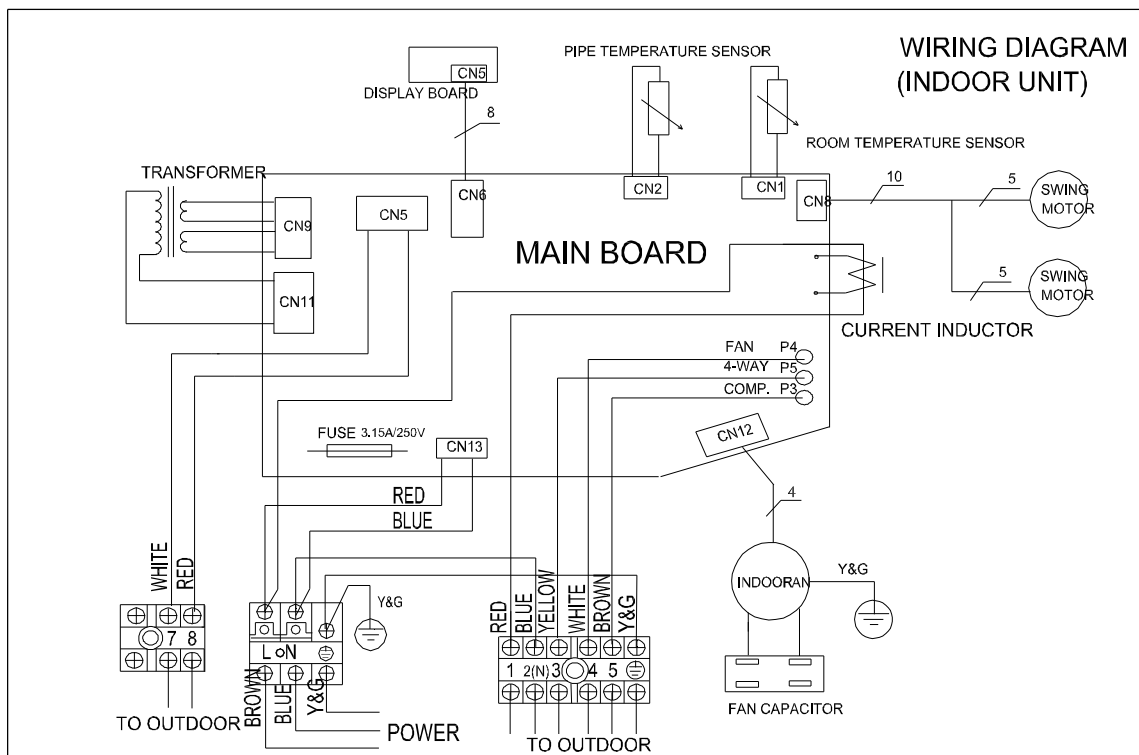 WIRING DIAGRAM
(INDOOR UNIT)
PIPE TEMPERATURE SENSOR
CN5
DISPLAY BOARD
8
ROOM TEMPERATURE SENSOR
TRANSFORMER
CN2
CN1
CN6
CN8
10
5
SWING
MOTOR
CN5
CN9
MAIN BOARD
5
SWING
MOTOR
CN11
CURRENT INDUCTOR
FAN P4
4-WAY P5
COMP. P3
FUSE 3.15A/250V
CN13
CN12
RED
BLUE
4
WHITE
RED
INDOORAN
Y&G
Y&G
RED
BLUE
YELLOW
WHITE
BROWN
Y&G
7 8
L N
1 2(N) 3 4 5
BROWN
BLUE
Y&G
TO OUTDOOR
POWER
TO OUTDOOR
FAN CAPACITOR